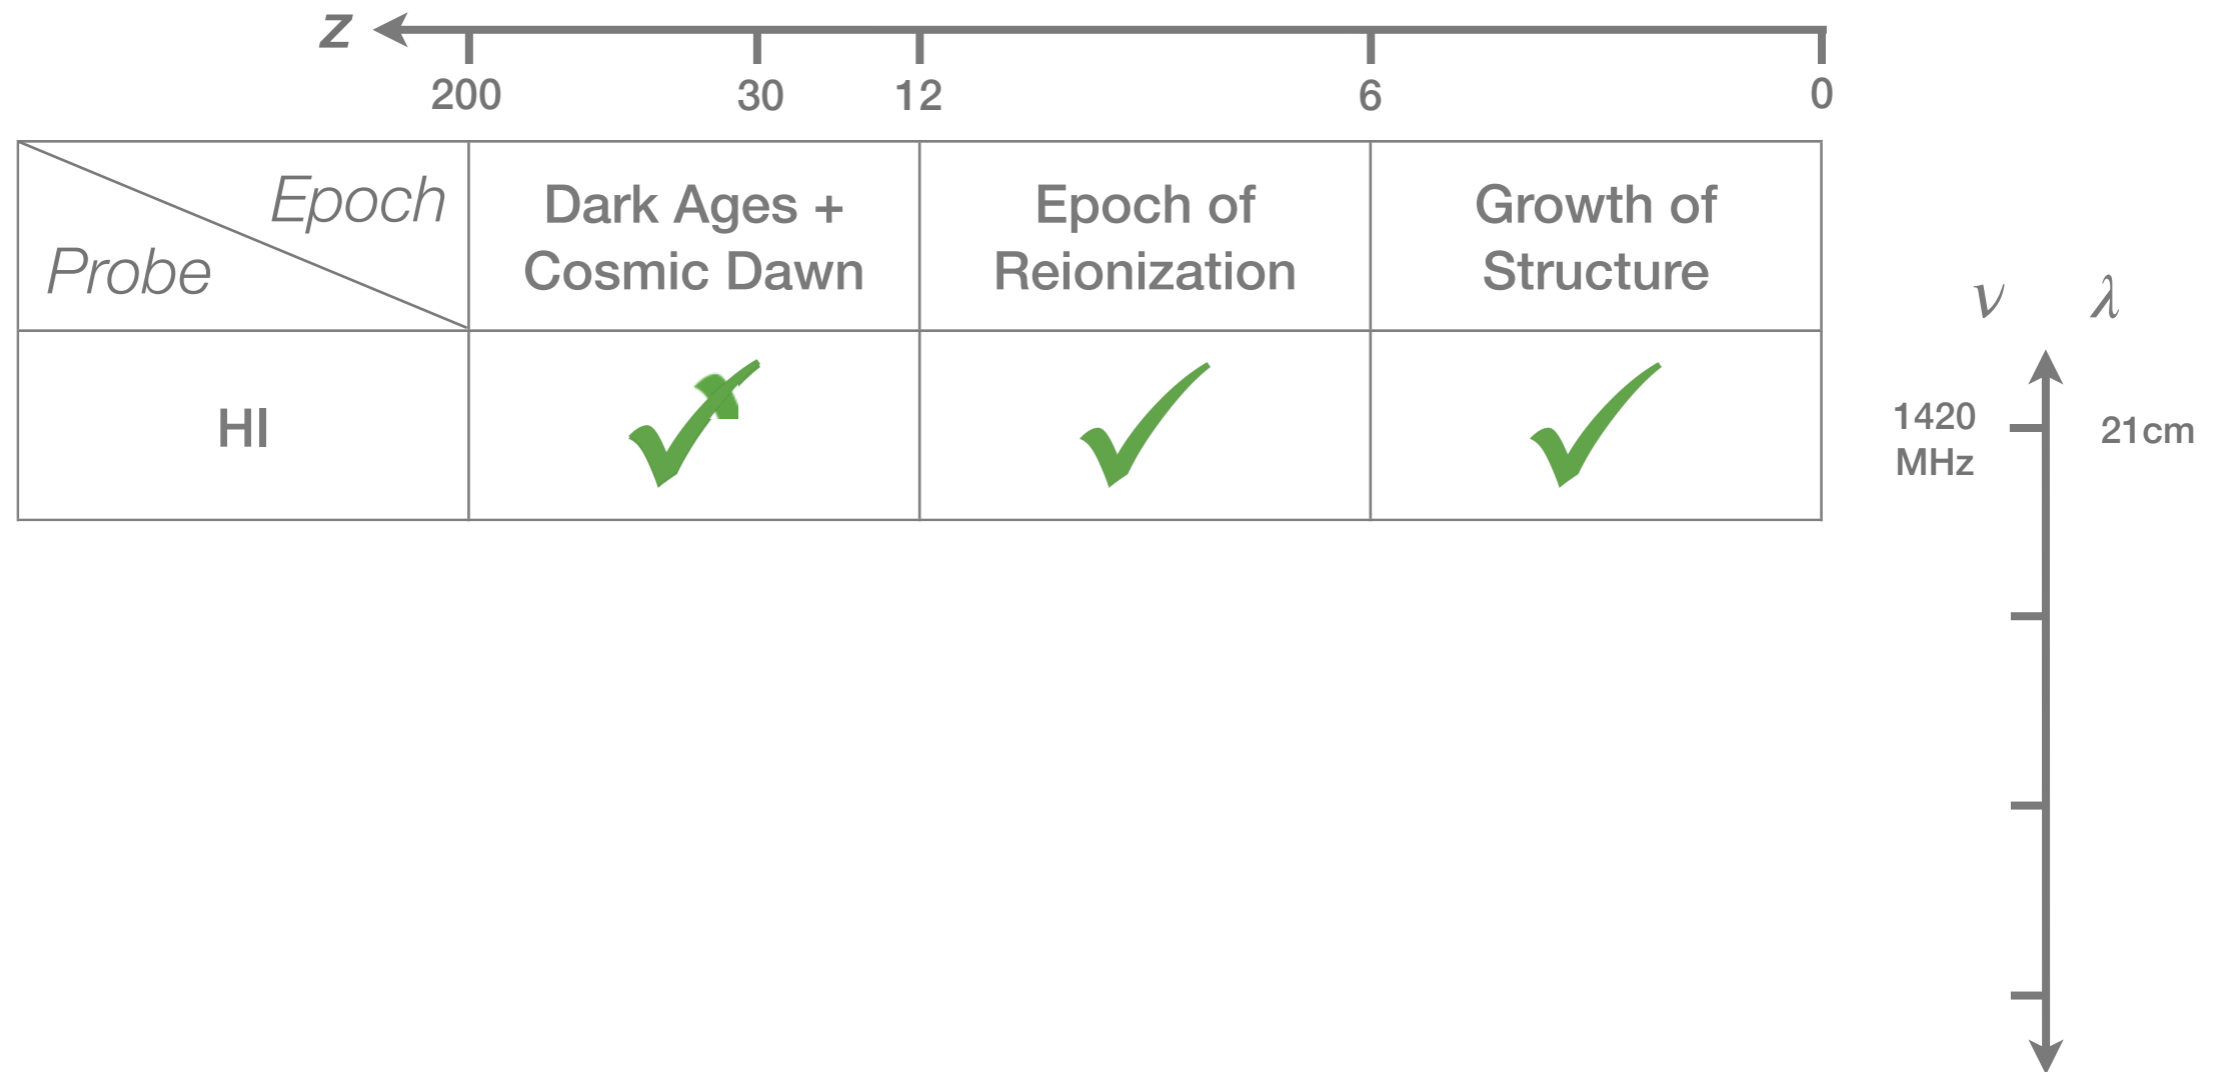 z
200 30 12 6 0
Epoch
Probe
Dark Ages +
Cosmic Dawn
Epoch of
Reionization
Growth of
Structure
ν λ
HI
1420
MHz
21cm